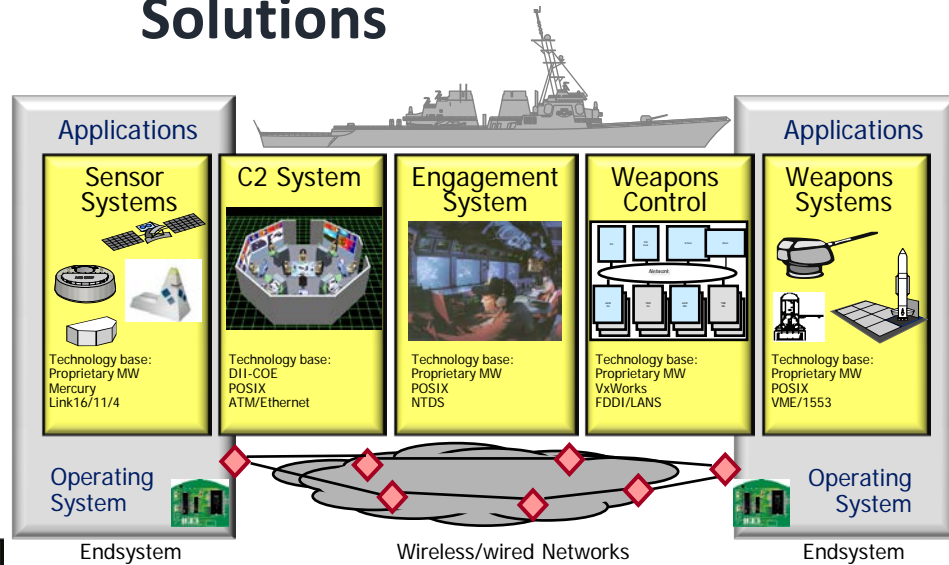 Solutions
Applications
Applications
Sensor
Systems
Technology base:
Proprietary MW
Mercury
Link16/11/4
C2 System
Technology base:
DII-COE
POSIX
ATM/Ethernet
Engagement
System
Technology base:
Proprietary MW
POSIX
NTDS
Weapons
Control
Network
Technology base:
Proprietary MW
VxWorks
FDDI/LANS
Weapons
Systems
Technology base:
Proprietary MW
POSIX
VME/1553
Operating
System
Operating
System
Endsystem
Wireless/wired Networks
Endsystem